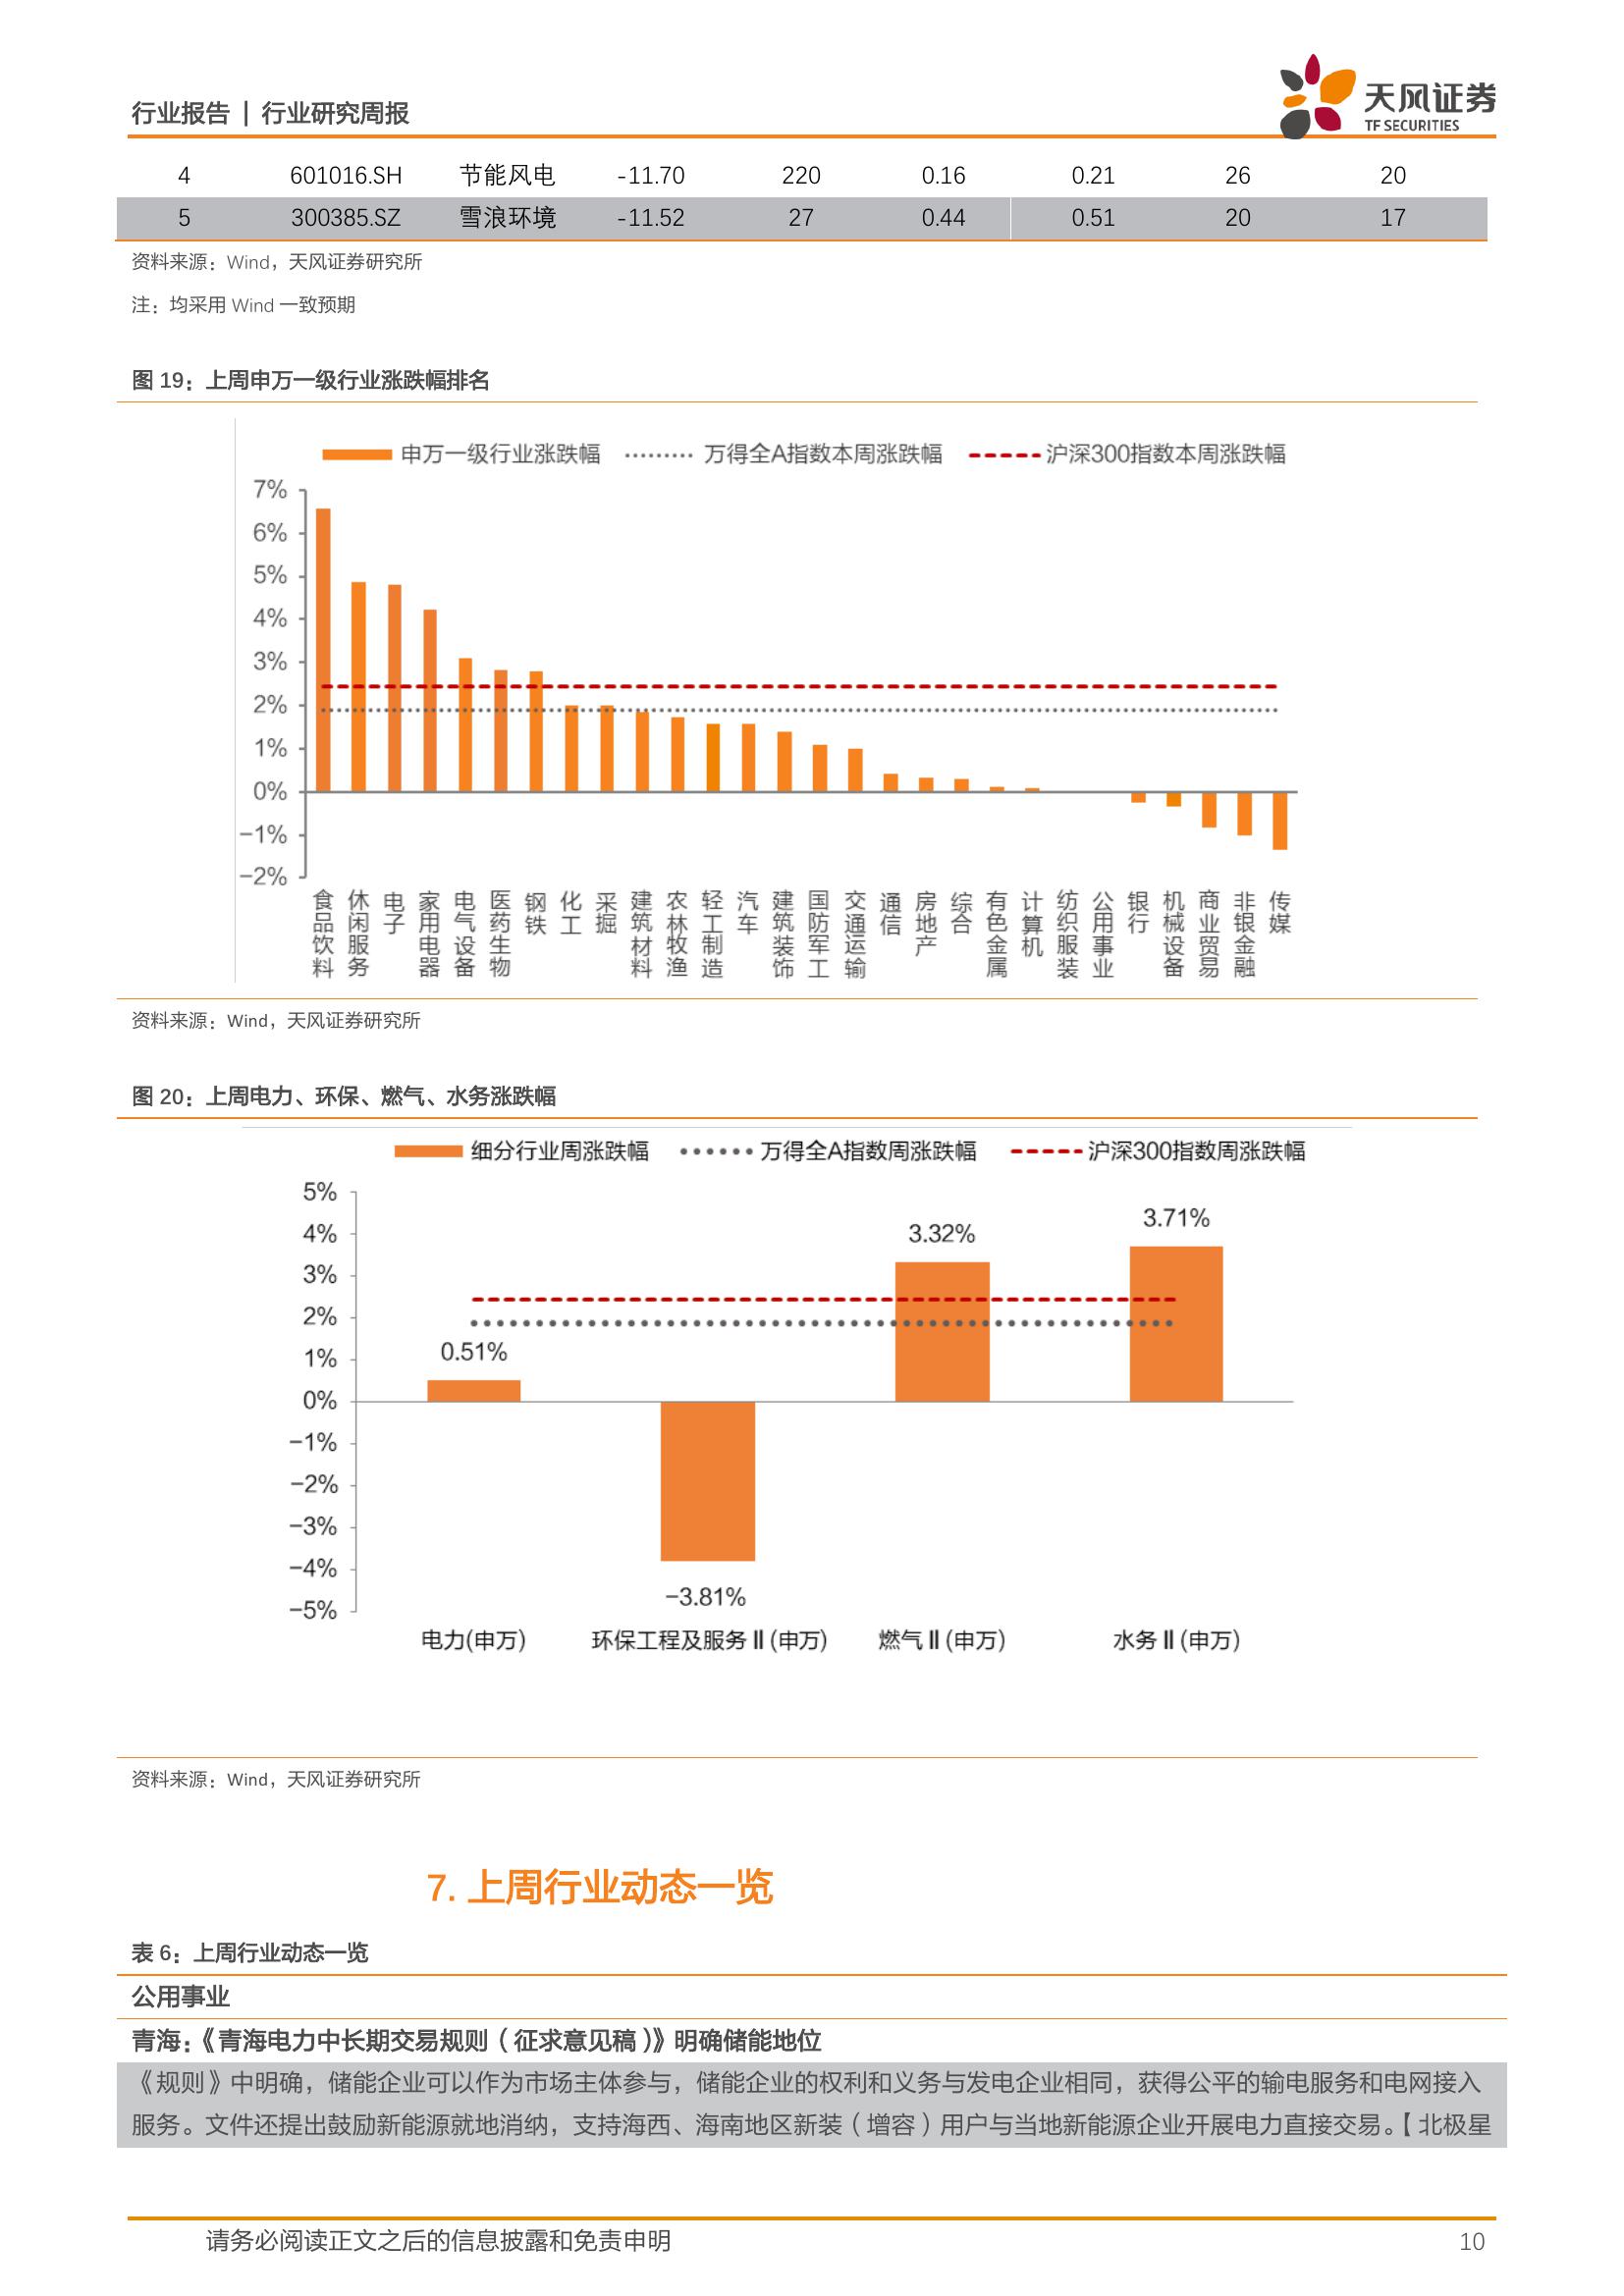 行业报告 | 行业研究周报
天风证券
TF SECURITIES
4 601016.SH 节能风电 -11.70 220 0.16 0.21 26 20
5 300385.SZ 雪浪环境 -11.52 27 0.44 0.51 20 17
资料来源：Wind，天风证券研究所
注：均采用 Wind 一致预期
图 19：上周申万一级行业涨跌幅排名
申万一级行业涨跌幅 万得全A指数本周涨跌幅 沪深300指数本周涨跌幅
7%
6%
5%
4%
3%
2%
1%
0%
−1%
−2%
食品饮料 休闲服务 电子 家用电器 电气设备 医药生物 钢铁 化工 采掘 建筑材料 农林牧渔 轻工制造 汽车 建筑装饰 国防军工 交通运输 通信 房地产 综合 有色金属 计算机 纺织服装 公用事业 银行 机械设备 商业贸易 非银金融 传媒
资料来源：Wind，天风证券研究所
图 20：上周电力、环保、燃气、水务涨跌幅
细分行业周涨跌幅 万得全A指数周涨跌幅 沪深300指数周涨跌幅
5%
4%
3%
2%
1%
0%
−1%
−2%
−3%
−4%
−5%
0.51%
−3.81%
3.32%
3.71%
电力(申万) 环保工程及服务Ⅱ(申万) 燃气Ⅱ(申万) 水务Ⅱ(申万)
资料来源：Wind，天风证券研究所
7. 上周行业动态一览
表 6：上周行业动态一览
公用事业
青海：《青海电力中长期交易规则（征求意见稿）》明确储能地位
《规则》中明确，储能企业可以作为市场主体参与，储能企业的权利和义务与发电企业相同，获得公平的输电服务和电网接入
服务。文件还提出鼓励新能源就地消纳，支持海西、海南地区新装（增容）用户与当地新能源企业开展电力直接交易。【北极星
请务必阅读正文之后的信息披露和免责申明 10